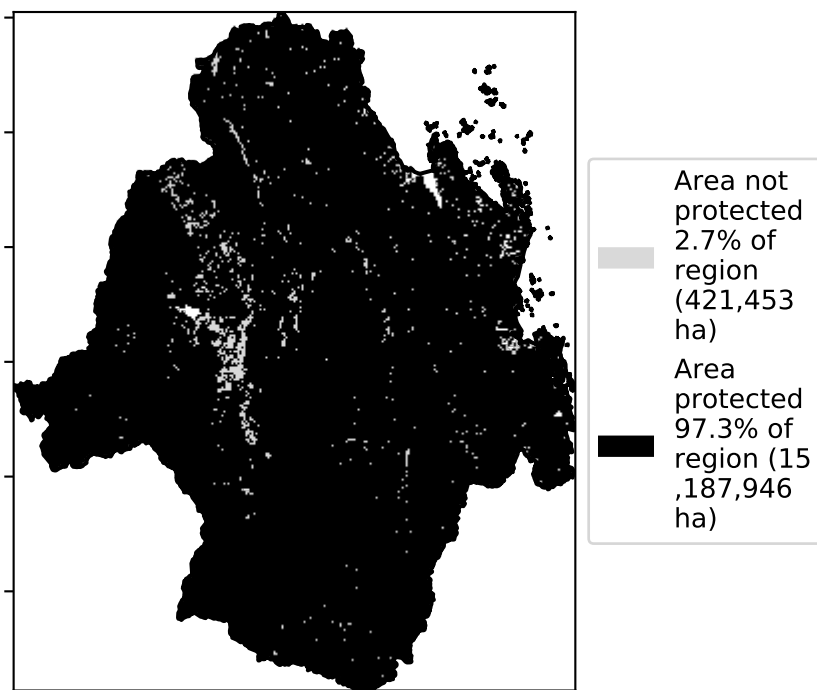 Area not
protected
2.7% of
region
(421,453
ha)
Area
protected
97.3% of
region (15
,187,946
ha)